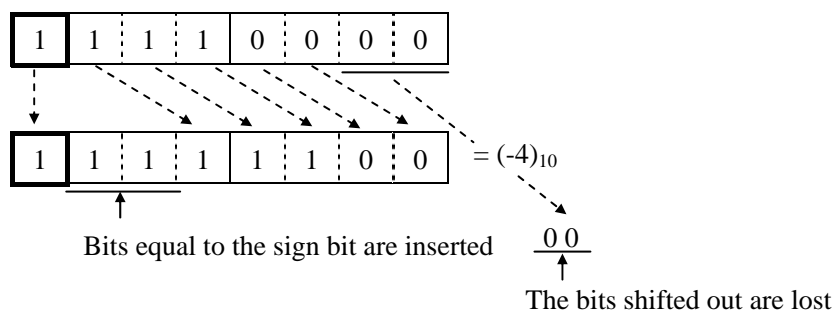 1 1 1 1 0 0 0 0
1 1 1 1 1 1 0 0 = (-4)₁₀
Bits equal to the sign bit are inserted 0 0
The bits shifted out are lost